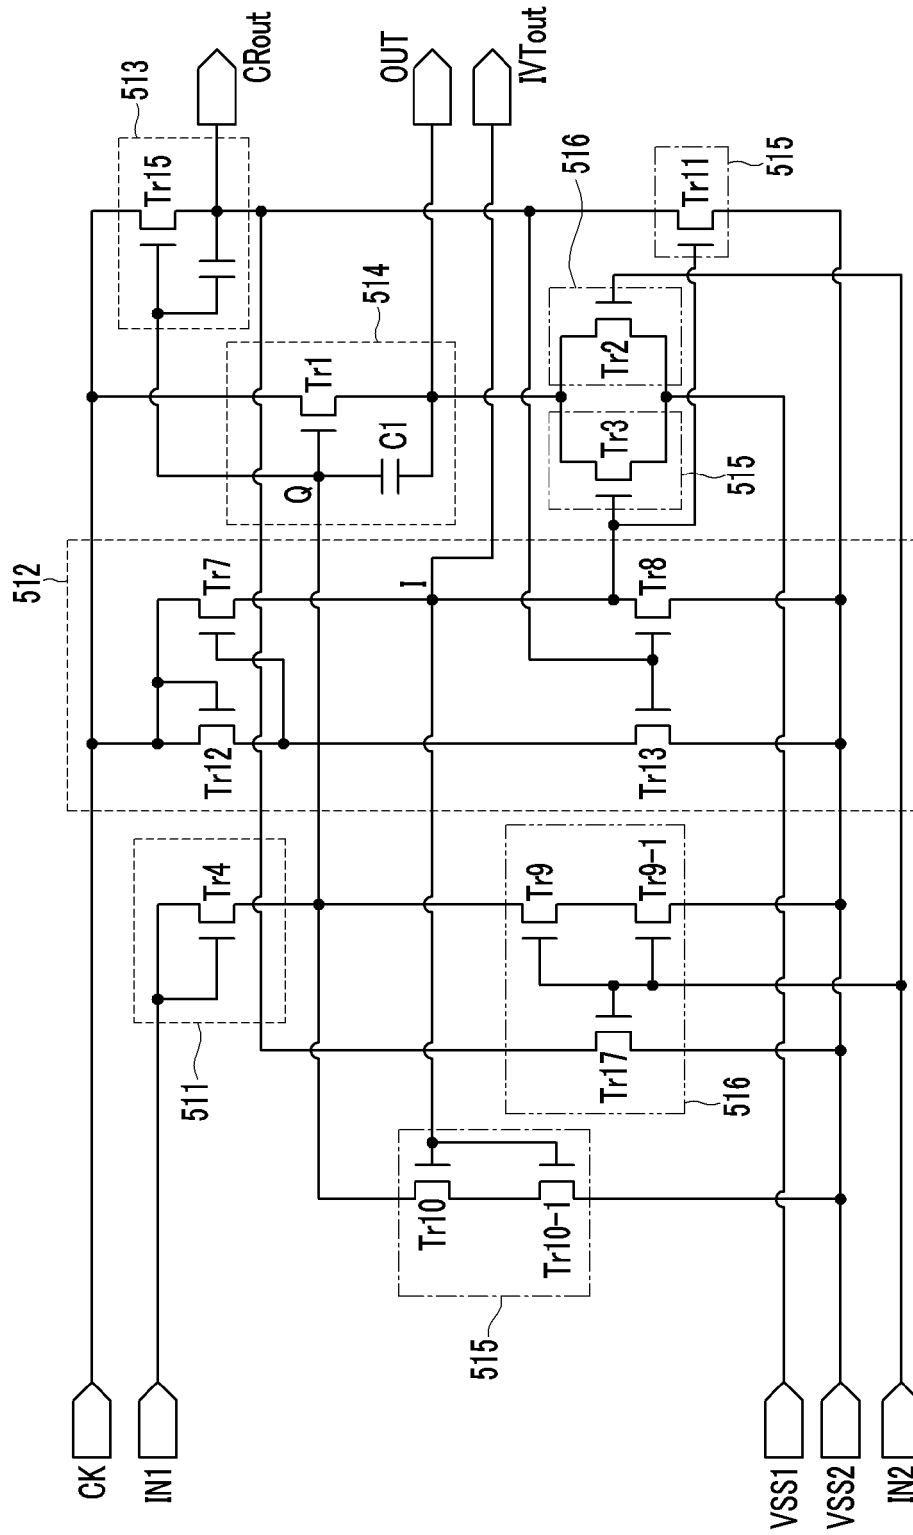 CK
IN1
VSS1
VSS2
IN2
511
Tr4
512
Tr12
Tr7
I
Tr13
Tr8
513
Tr15
CRout
514
Q
Tr1
C1
OUT
IVTout
515
Tr10
Tr10-1
516
Tr17
Tr9
Tr9-1
515
Tr3
516
Tr2
515
Tr11